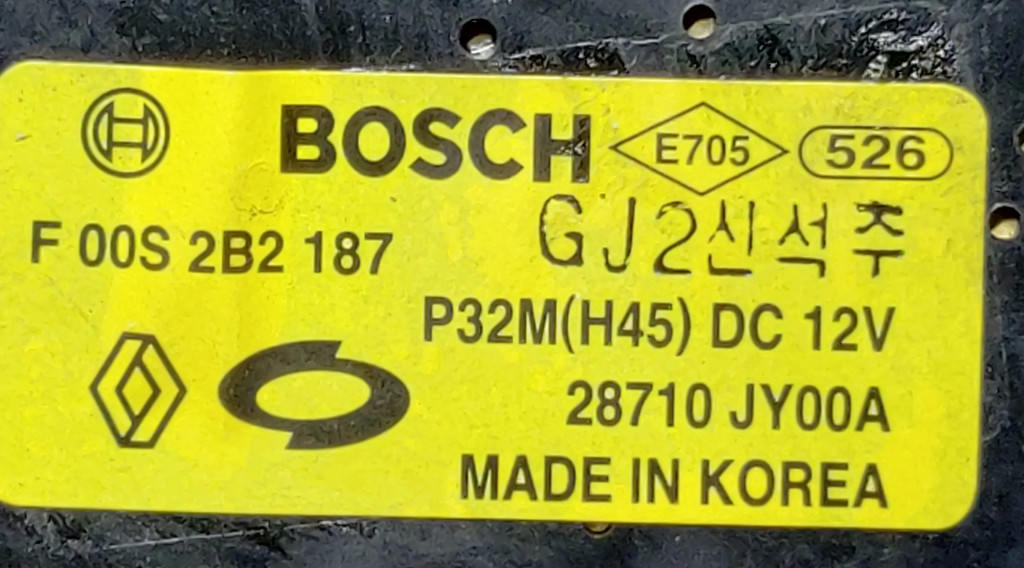 BOSCH E705 526
F 00S 2B2 187
GJ2신석주
P32M(H45) DC 12V
28710 JY00A
MADE IN KOREA